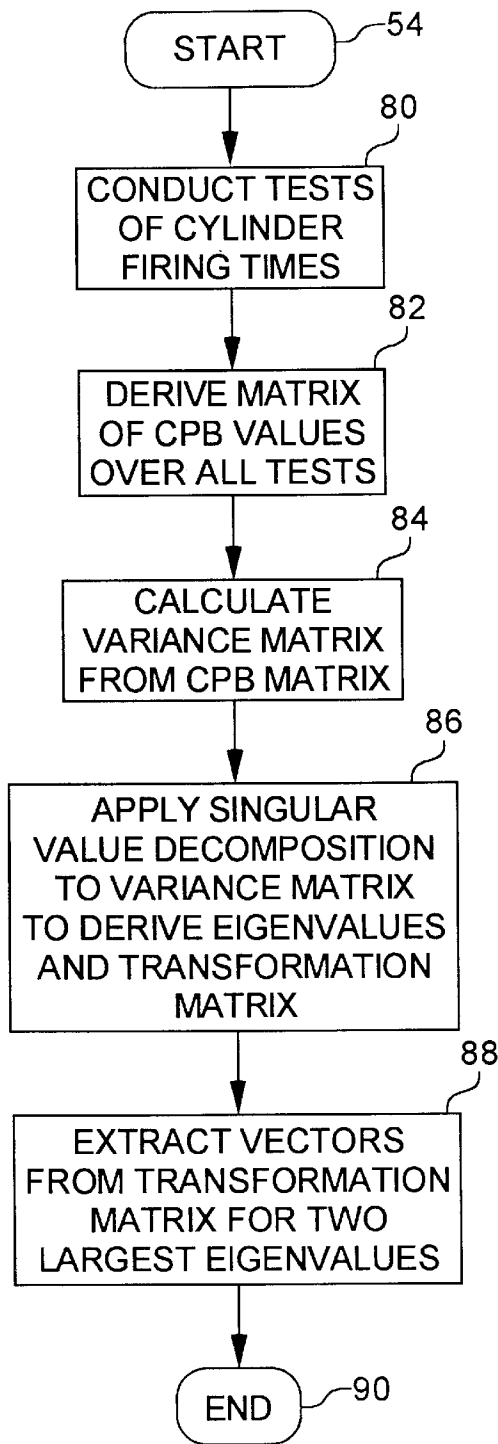 START
54
80
CONDUCT TESTS
OF CYLINDER
FIRING TIMES
82
DERIVE MATRIX
OF CPB VALUES
OVER ALL TESTS
84
CALCULATE
VARIANCE MATRIX
FROM CPB MATRIX
86
APPLY SINGULAR
VALUE DECOMPOSITION
TO VARIANCE MATRIX
TO DERIVE EIGENVALUES
AND TRANSFORMATION
MATRIX
88
EXTRACT VECTORS
FROM TRANSFORMATION
MATRIX FOR TWO
LARGEST EIGENVALUES
END
90